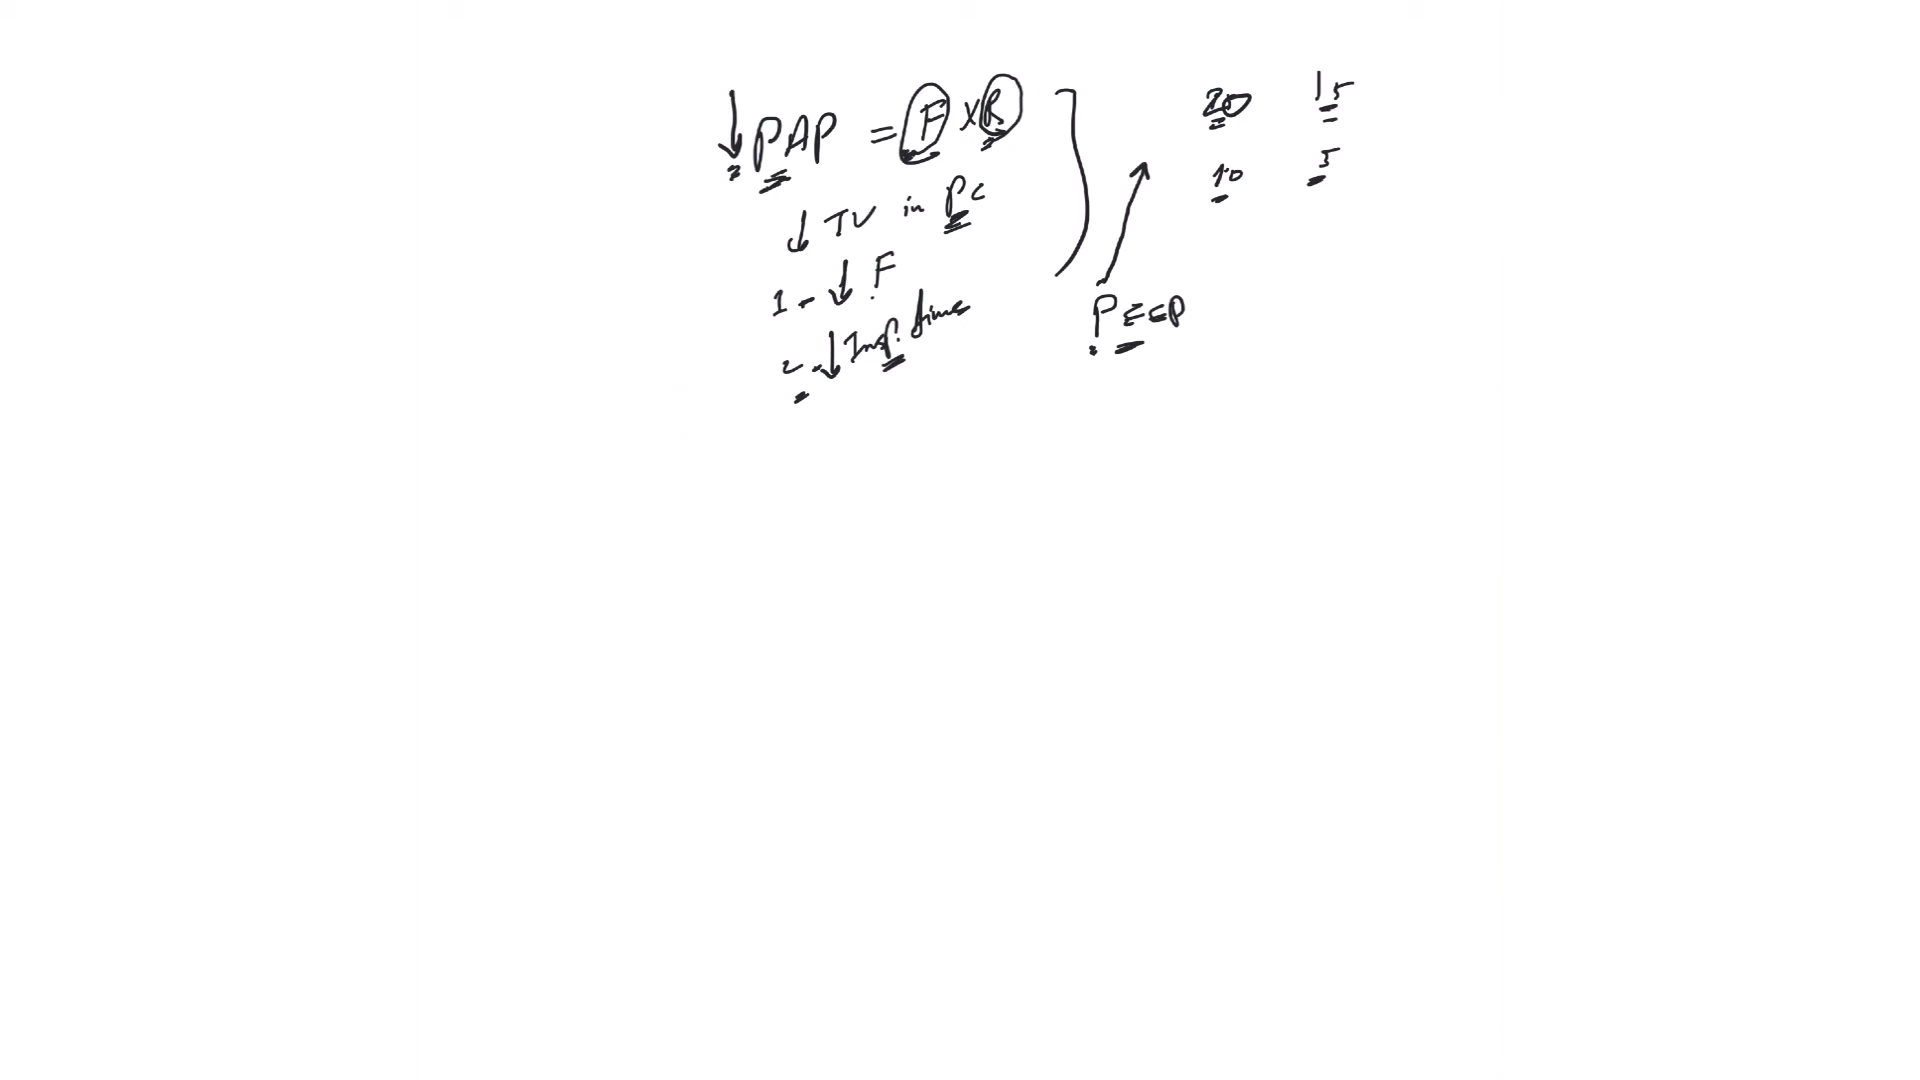 ↓ PAP = F x R
↓ TV in PC
1 - ↓ F
2 - ↓ Insp. time
PEEP
20 15
10 5